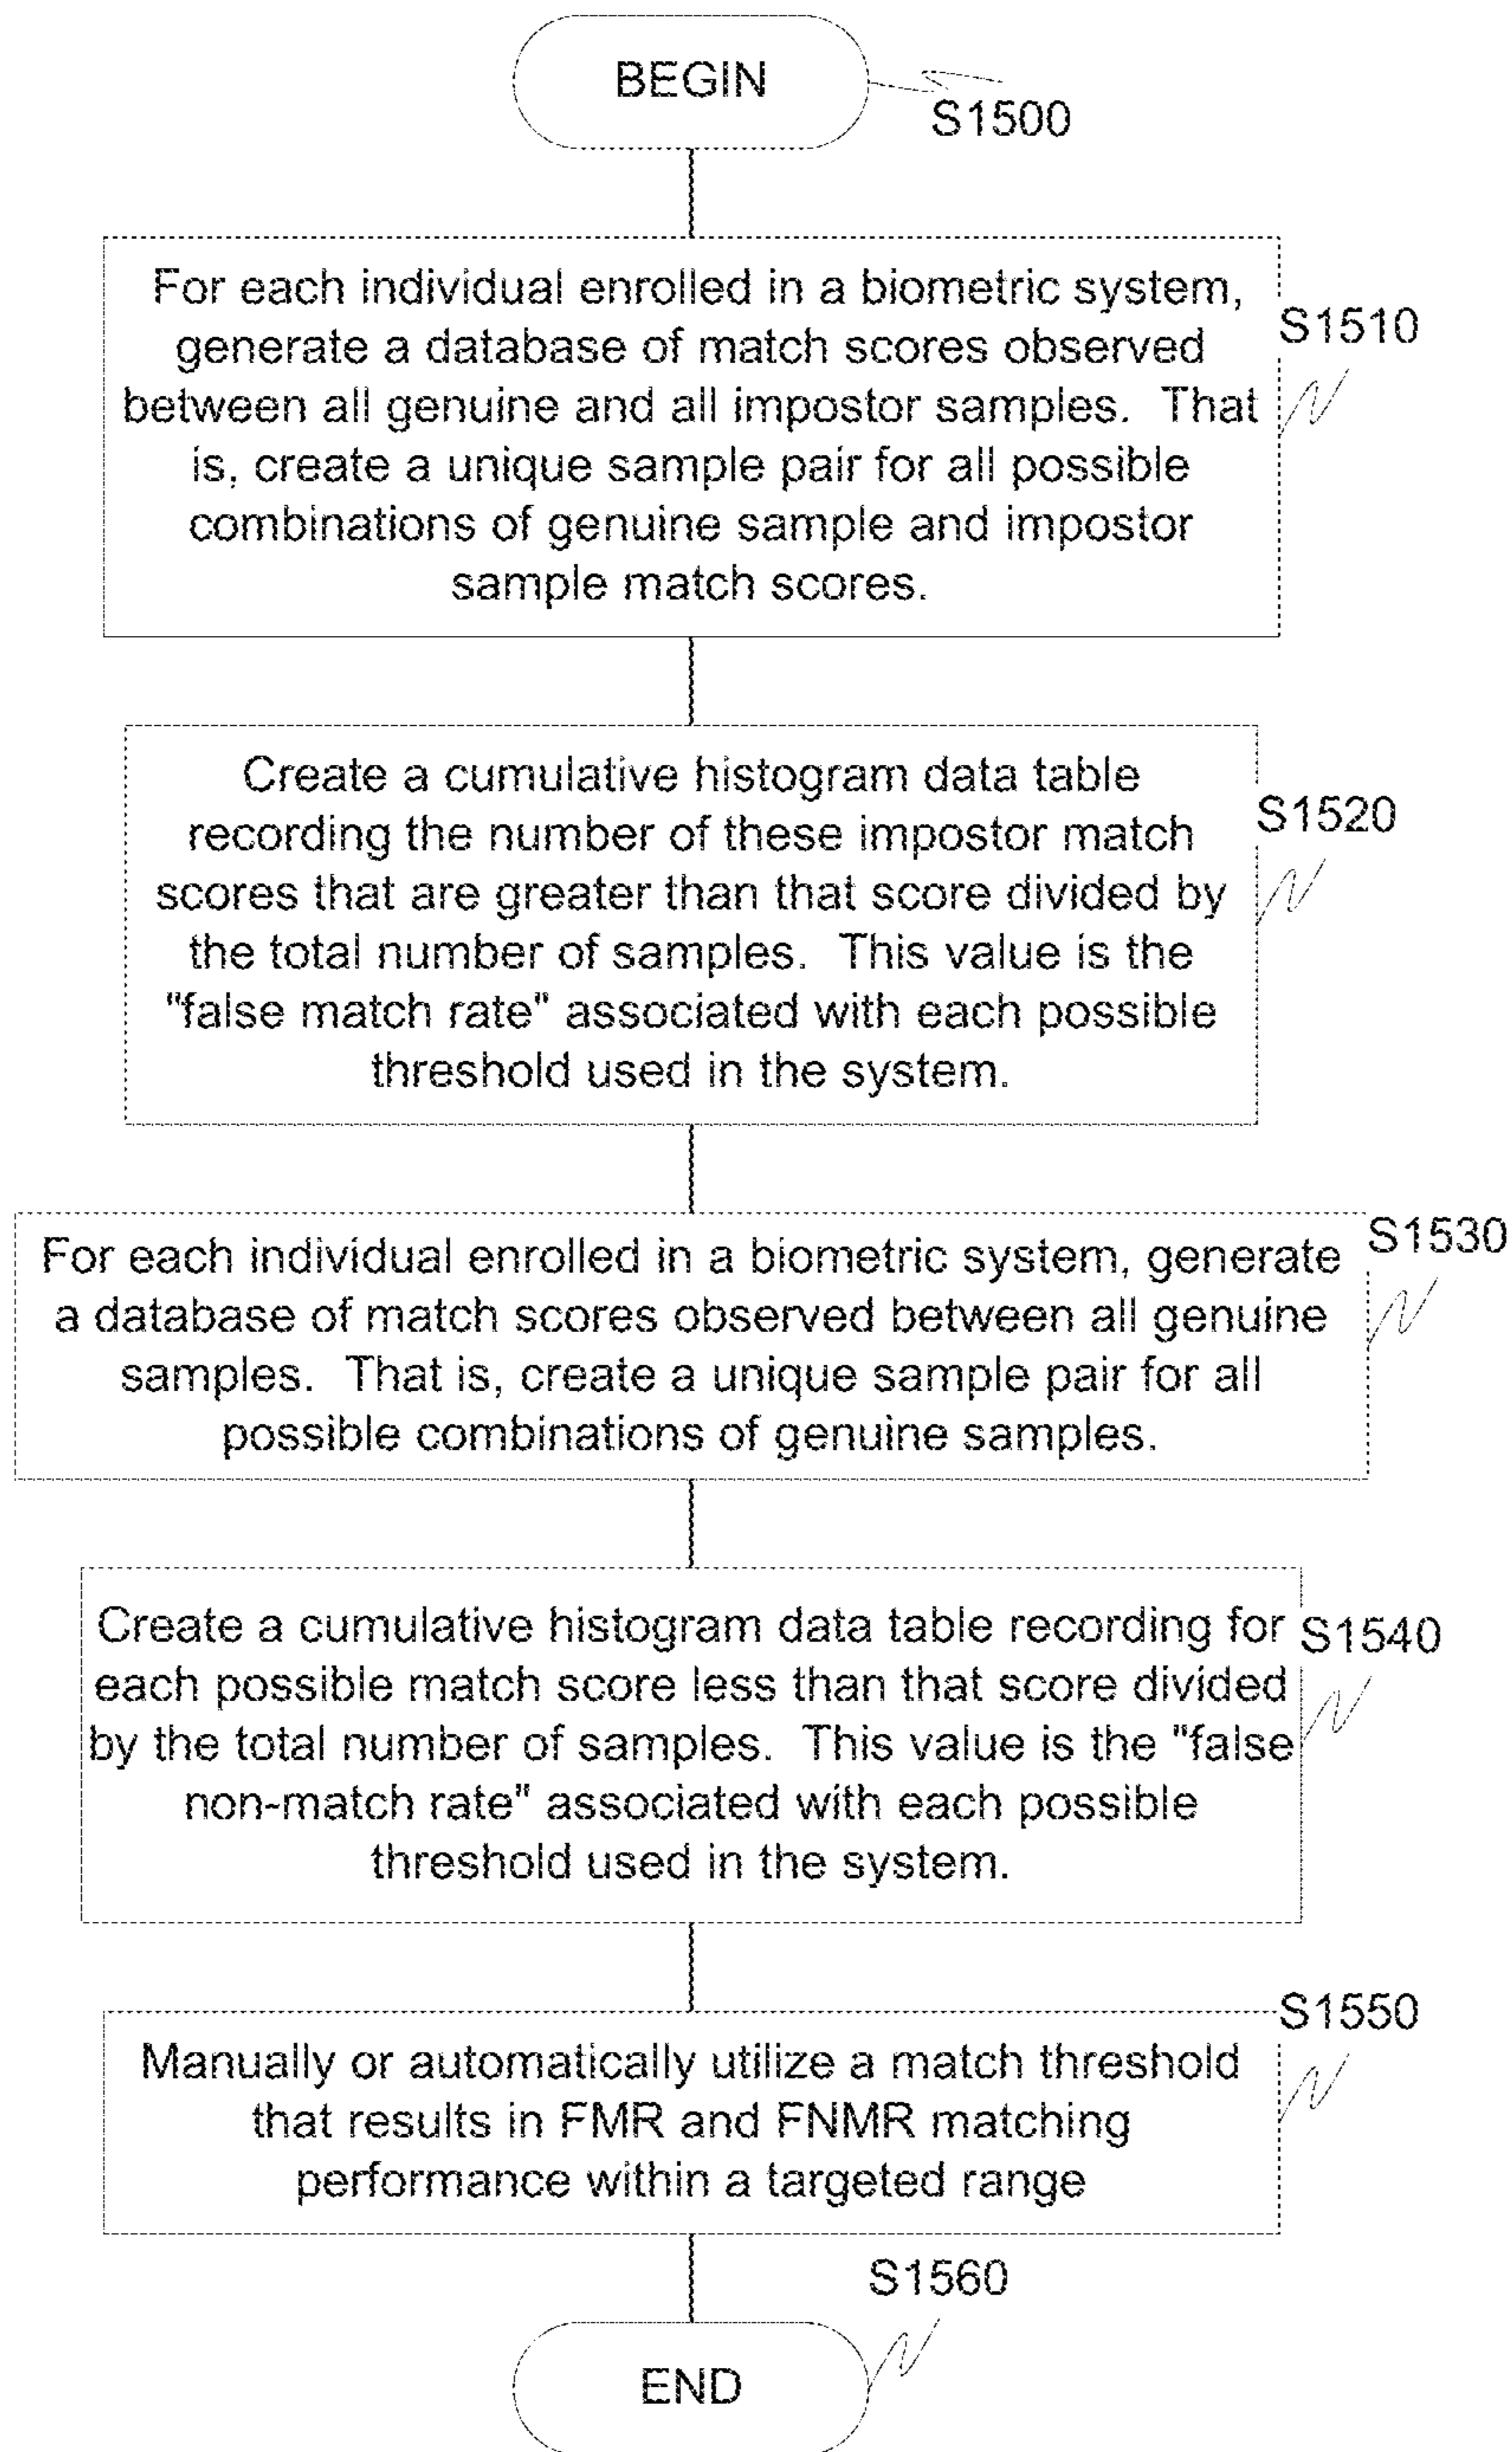 BEGIN
S1500
For each individual enrolled in a biometric system,
generate a database of match scores observed
between all genuine and all impostor samples. That
is, create a unique sample pair for all possible
combinations of genuine sample and impostor
sample match scores.
S1510
Create a cumulative histogram data table
recording the number of these impostor match
scores that are greater than that score divided by
the total number of samples. This value is the
"false match rate" associated with each possible
threshold used in the system.
S1520
For each individual enrolled in a biometric system, generate
a database of match scores observed between all genuine
samples. That is, create a unique sample pair for all
possible combinations of genuine samples.
S1530
Create a cumulative histogram data table recording for
each possible match score less than that score divided
by the total number of samples. This value is the "false
non-match rate" associated with each possible
threshold used in the system.
S1540
Manually or automatically utilize a match threshold
that results in FMR and FNMR matching
performance within a targeted range
S1550
END
S1560